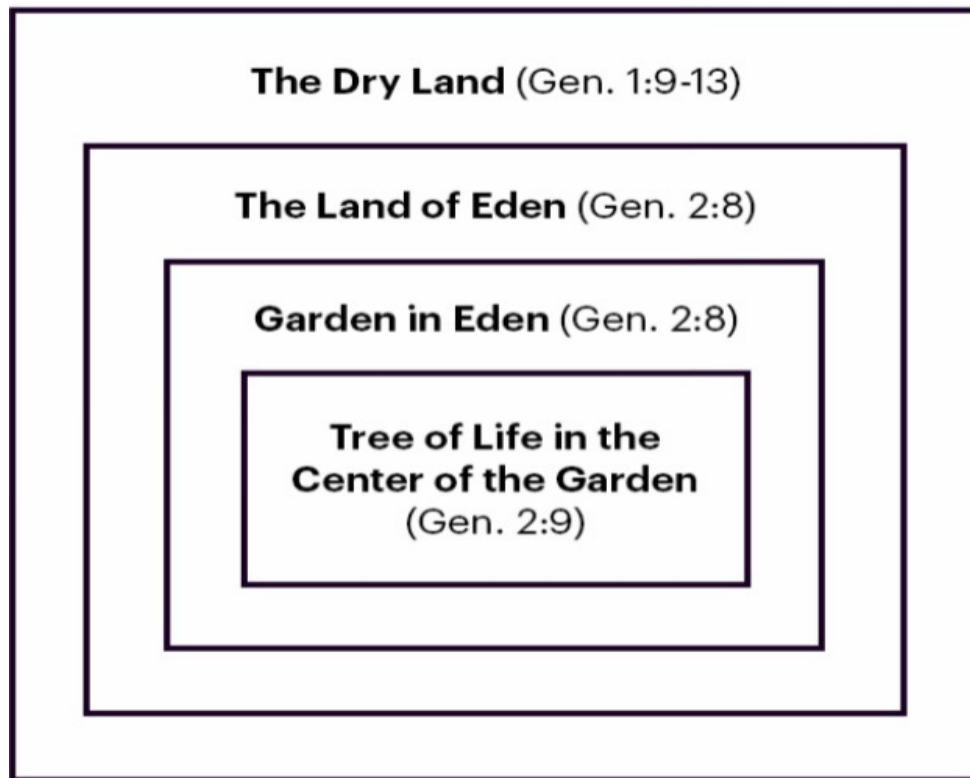 The Dry Land (Gen. 1:9-13)
The Land of Eden (Gen. 2:8)
Garden in Eden (Gen. 2:8)
Tree of Life in the
Center of the Garden
(Gen. 2:9)